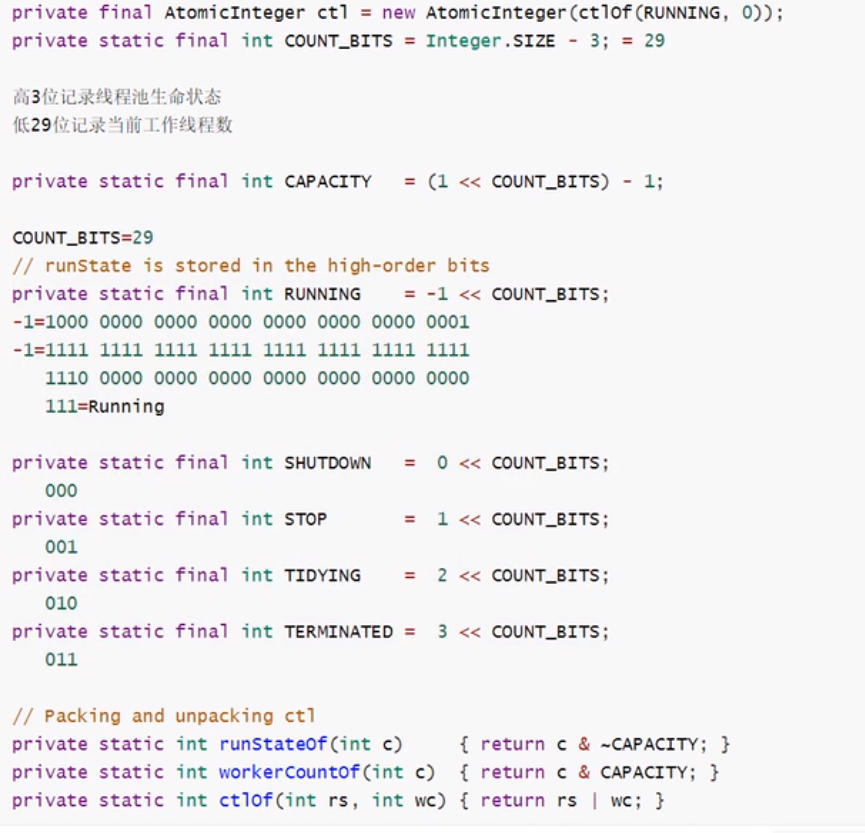 private final AtomicInteger ctl = new AtomicInteger(ctlOf(RUNNING, 0));
private static final int COUNT_BITS = Integer.SIZE - 3; = 29
高3位记录线程池生命状态
低29位记录当前工作线程数
private static final int CAPACITY   = (1 << COUNT_BITS) - 1;
COUNT_BITS=29
// runState is stored in the high-order bits
private static final int RUNNING    = -1 << COUNT_BITS;
-1=1000 0000 0000 0000 0000 0000 0000 0001
-1=1111 1111 1111 1111 1111 1111 1111 1111
   1110 0000 0000 0000 0000 0000 0000 0000
   111=Running
private static final int SHUTDOWN   =  0 << COUNT_BITS;
   000
private static final int STOP       =  1 << COUNT_BITS;
   001
private static final int TIDYING    =  2 << COUNT_BITS;
   010
private static final int TERMINATED =  3 << COUNT_BITS;
   011
// Packing and unpacking ctl
private static int runStateOf(int c)     { return c & ~CAPACITY; }
private static int workerCountOf(int c)  { return c & CAPACITY; }
private static int ctlOf(int rs, int wc) { return rs | wc; }